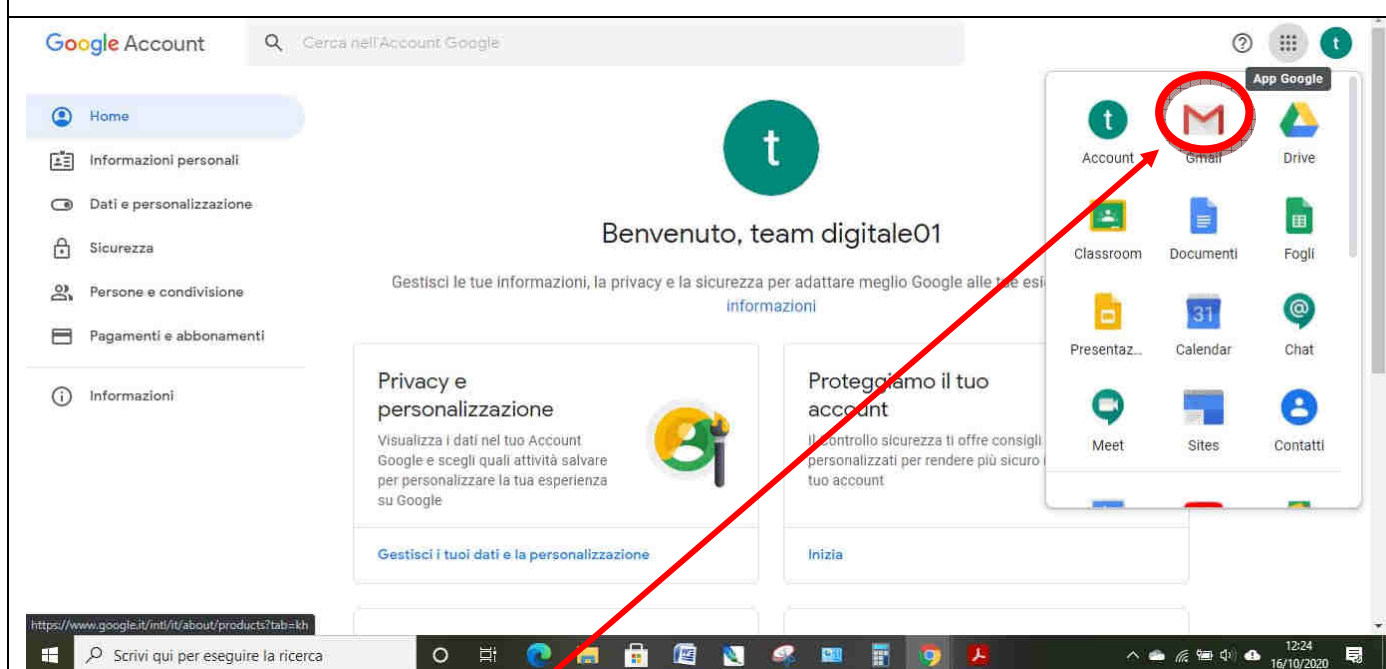 Google Account
Cerca nell'Account Google
t
App Google
Home
Informazioni personali
Dati e personalizzazione
Sicurezza
Persone e condivisione
Pagamenti e abbonamenti
Informazioni
t
Benvenuto, team digitale01
Gestisci le tue informazioni, la privacy e la sicurezza per adattare meglio Google alle tue esi
informazioni
Privacy e
personalizzazione
Visualizza i dati nel tuo Account
Google e scegli quali attività salvare
per personalizzare la tua esperienza
su Google
Gestisci i tuoi dati e la personalizzazione
Proteggiamo il tuo
account
Il Controllo sicurezza ti offre consigli
personalizzati per rendere più sicuro i
tuo account
Inizia
t
Account Gmail Drive
Classroom Documenti Fogli
31
Presentaz... Calendar Chat
Meet Sites Contatti
https://www.google.it/intl/it/about/products?tab=kh
Scrivi qui per eseguire la ricerca
12:24
16/10/2020